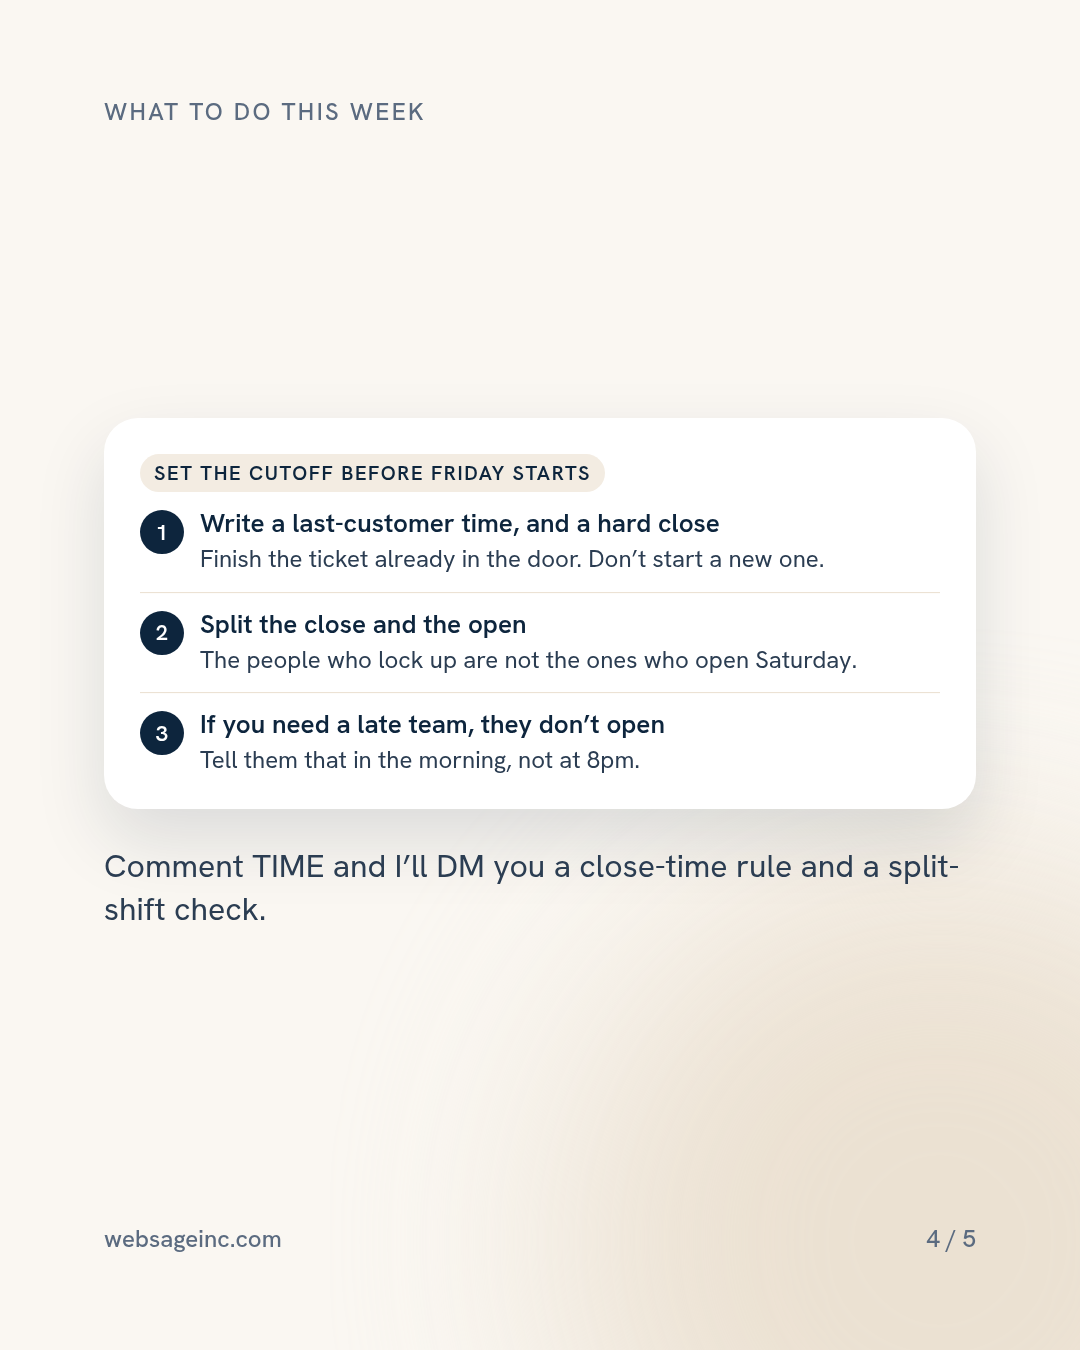 WHAT TO DO THIS WEEK
SET THE CUTOFF BEFORE FRIDAY STARTS
1
Write a last-customer time, and a hard close
Finish the ticket already in the door. Don’t start a new one.
2
Split the close and the open
The people who lock up are not the ones who open Saturday.
3
If you need a late team, they don’t open
Tell them that in the morning, not at 8pm.
Comment TIME and I’ll DM you a close-time rule and a split-
shift check.
websageinc.com
4 / 5